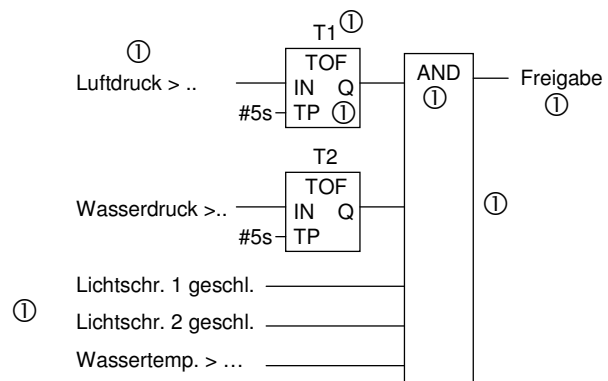 T1 ①
①
TOF
Luftdruck > ..
IN Q
#5s TP ①
AND
①
Freigabe
①
T2
TOF
Wasserdruck >..
IN Q
#5s TP
①
Lichtschr. 1 geschl.
①
Lichtschr. 2 geschl.
Wassertemp. > ...